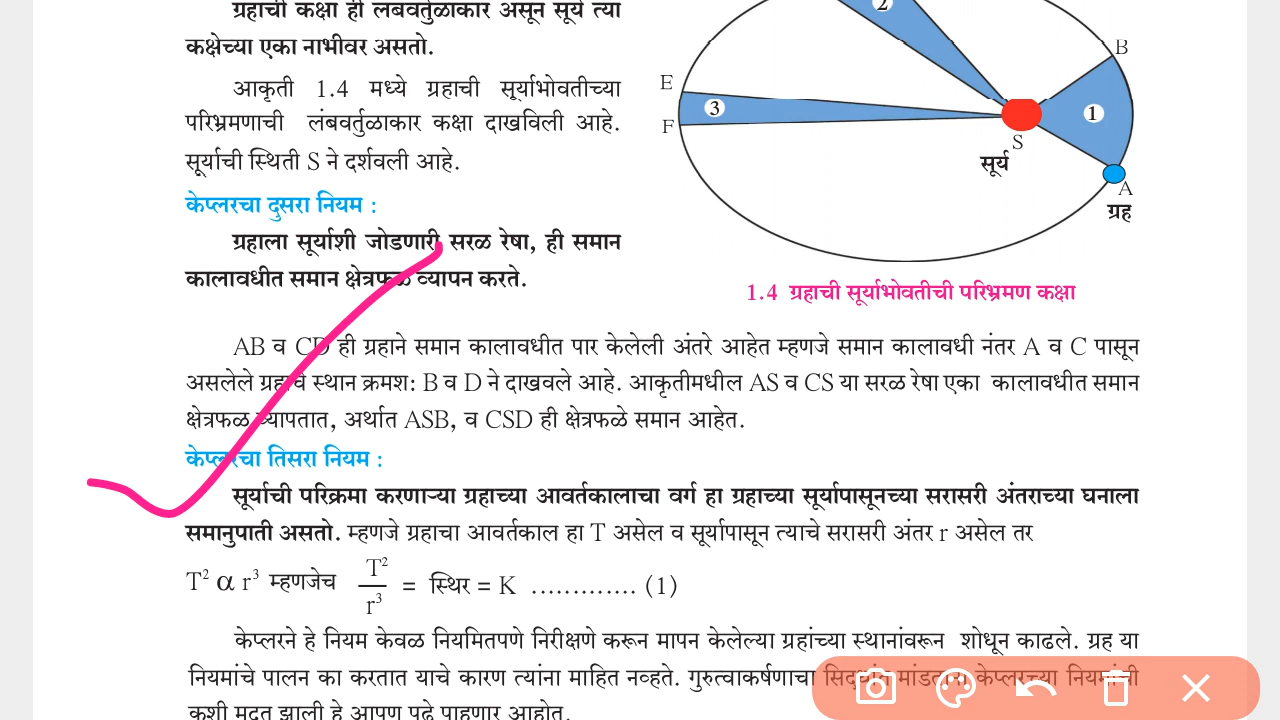 ग्रहाची कक्षा ही लंबवर्तुळाकार असून सूर्य त्या
कक्षेच्या एका नाभीवर असतो.
आकृती 1.4 मध्ये ग्रहाची सूर्याभोवतीच्या
परिभ्रमणाची लंबवर्तुळाकार कक्षा दाखविली आहे.
सूर्याची स्थिती S ने दर्शवली आहे.
केप्लरचा दुसरा नियम :
ग्रहाला सूर्याशी जोडणारी सरळ रेषा, ही समान
कालावधीत समान क्षेत्रफळ व्यापन करते.
2
B
E
3
1
F
S
सूर्य
A
ग्रह
1.4 ग्रहाची सूर्याभोवतीची परिभ्रमण कक्षा
AB व CD ही ग्रहाने समान कालावधीत पार केलेली अंतरे आहेत म्हणजे समान कालावधी नंतर A व C पासून
असलेले ग्रहाचे स्थान क्रमश: B व D ने दाखवले आहे. आकृतीमधील AS व CS या सरळ रेषा एका कालावधीत समान
क्षेत्रफळ व्यापतात, अर्थात ASB, व CSD ही क्षेत्रफळे समान आहेत.
केप्लरचा तिसरा नियम :
सूर्याची परिक्रमा करणाऱ्या ग्रहाच्या आवर्तकालाचा वर्ग हा ग्रहाच्या सूर्यापासूनच्या सरासरी अंतराच्या घनाला
समानुपाती असतो. म्हणजे ग्रहाचा आवर्तकाल हा T असेल व सूर्यापासून त्याचे सरासरी अंतर r असेल तर
T² α r³ म्हणजेच T²/r³ = स्थिर = K ............. (1)
केप्लरने हे नियम केवळ नियमितपणे निरीक्षणे करून मापन केलेल्या ग्रहांच्या स्थानांवरून शोधून काढले. ग्रह या
नियमांचे पालन का करतात याचे कारण त्यांना माहित नव्हते. गुरुत्वाकर्षणाचा सिद्धांत मांडताना केप्लरच्या नियमांची
कशी मदत झाली हे आपण पुढे पाहणार आहोत.